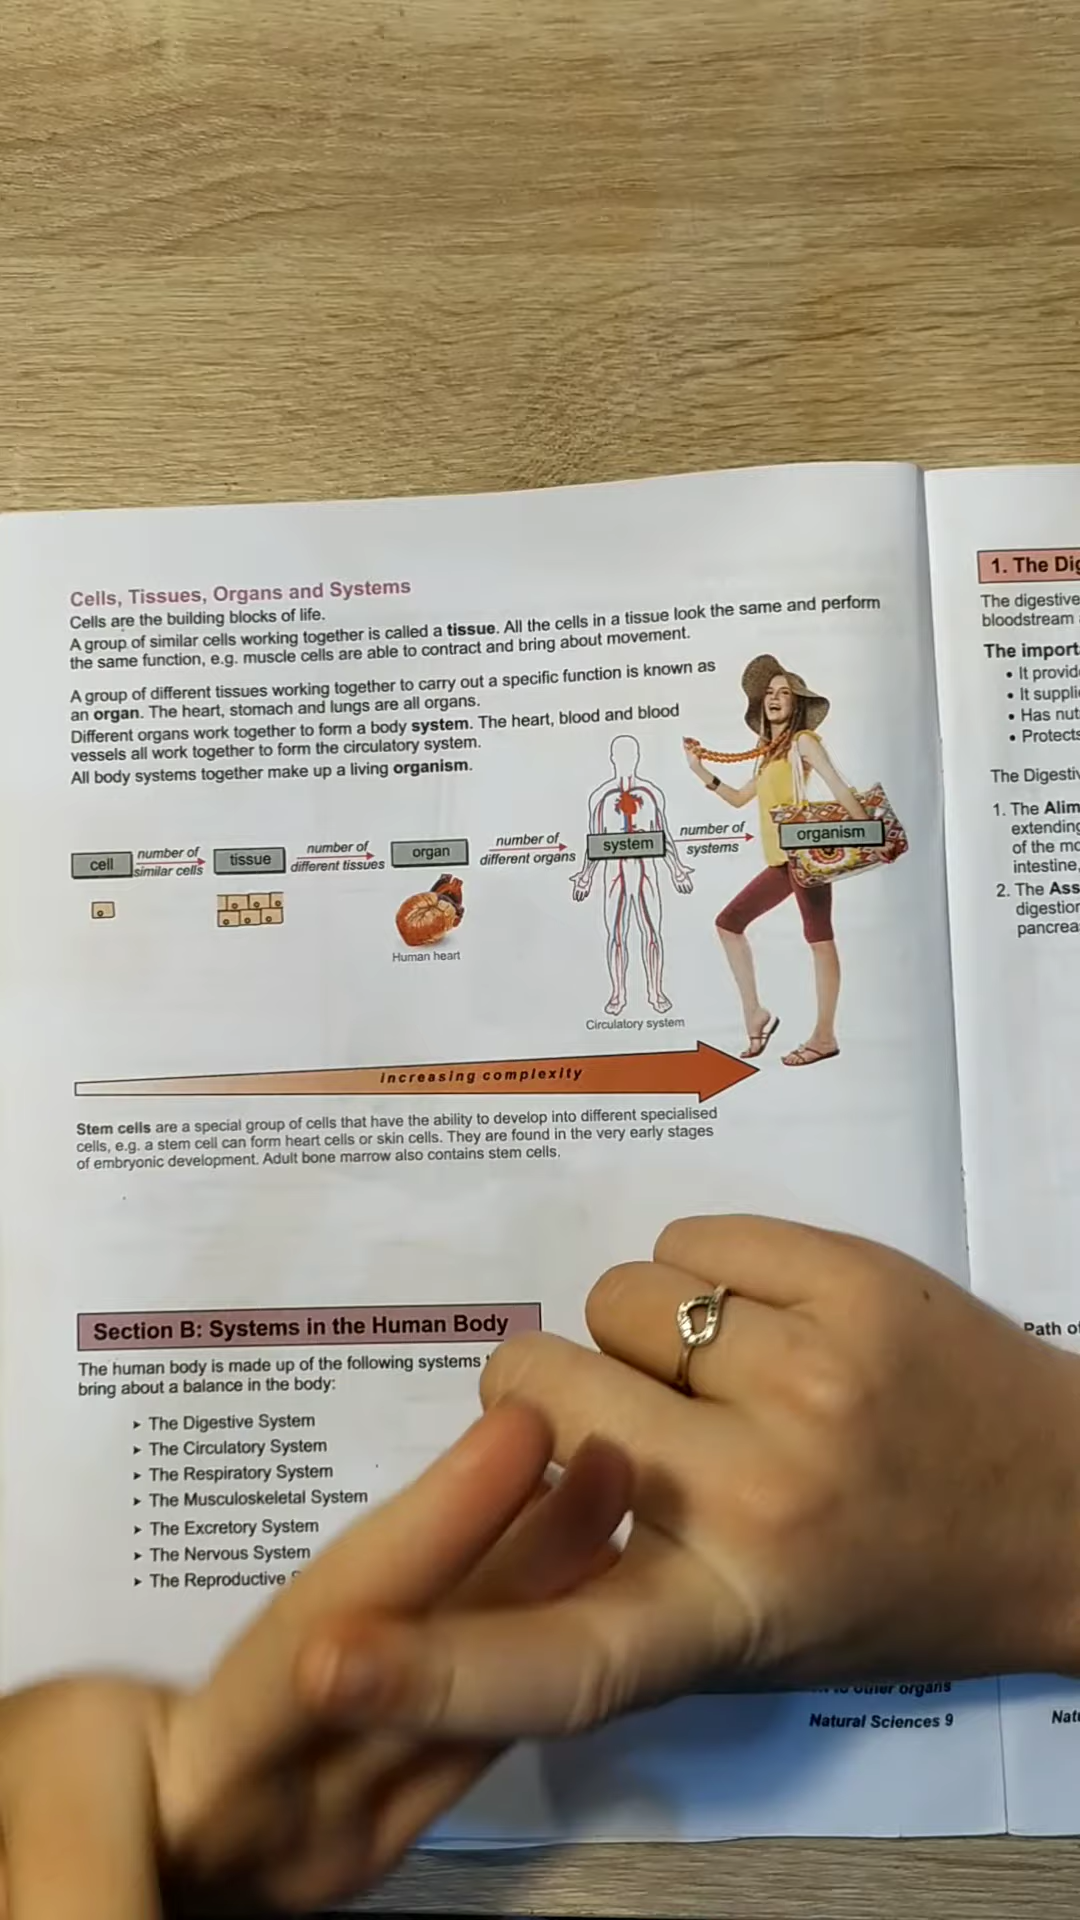 Cells, Tissues, Organs and Systems
Cells are the building blocks of life.
A group of similar cells working together is called a tissue. All the cells in a tissue look the same and perform
the same function, e.g. muscle cells are able to contract and bring about movement.
A group of different tissues working together to carry out a specific function is known as
an organ. The heart, stomach and lungs are all organs.
Different organs work together to form a body system. The heart, blood and blood
vessels all work together to form the circulatory system.
All body systems together make up a living organism.
cell
number of
similar cells
tissue
number of
different tissues
organ
number of
different organs
system
number of
systems
organism
Human heart
Circulatory system
increasing complexity
Stem cells are a special group of cells that have the ability to develop into different specialised
cells, e.g. a stem cell can form heart cells or skin cells. They are found in the very early stages
of embryonic development. Adult bone marrow also contains stem cells.
Section B: Systems in the Human Body
The human body is made up of the following systems
bring about a balance in the body:
➤ The Digestive System
➤ The Circulatory System
➤ The Respiratory System
➤ The Musculoskeletal System
➤ The Excretory System
➤ The Nervous System
➤ The Reproductive
to other organs
Natural Sciences 9
1. The Dig
The digestive
bloodstream
The import
• It provid
• It supplie
• Has nut
• Protects
The Digestiv
1. The Alim
extending
of the mo
intestine,
2. The Ass
digestion
pancrea
Path of
Natu